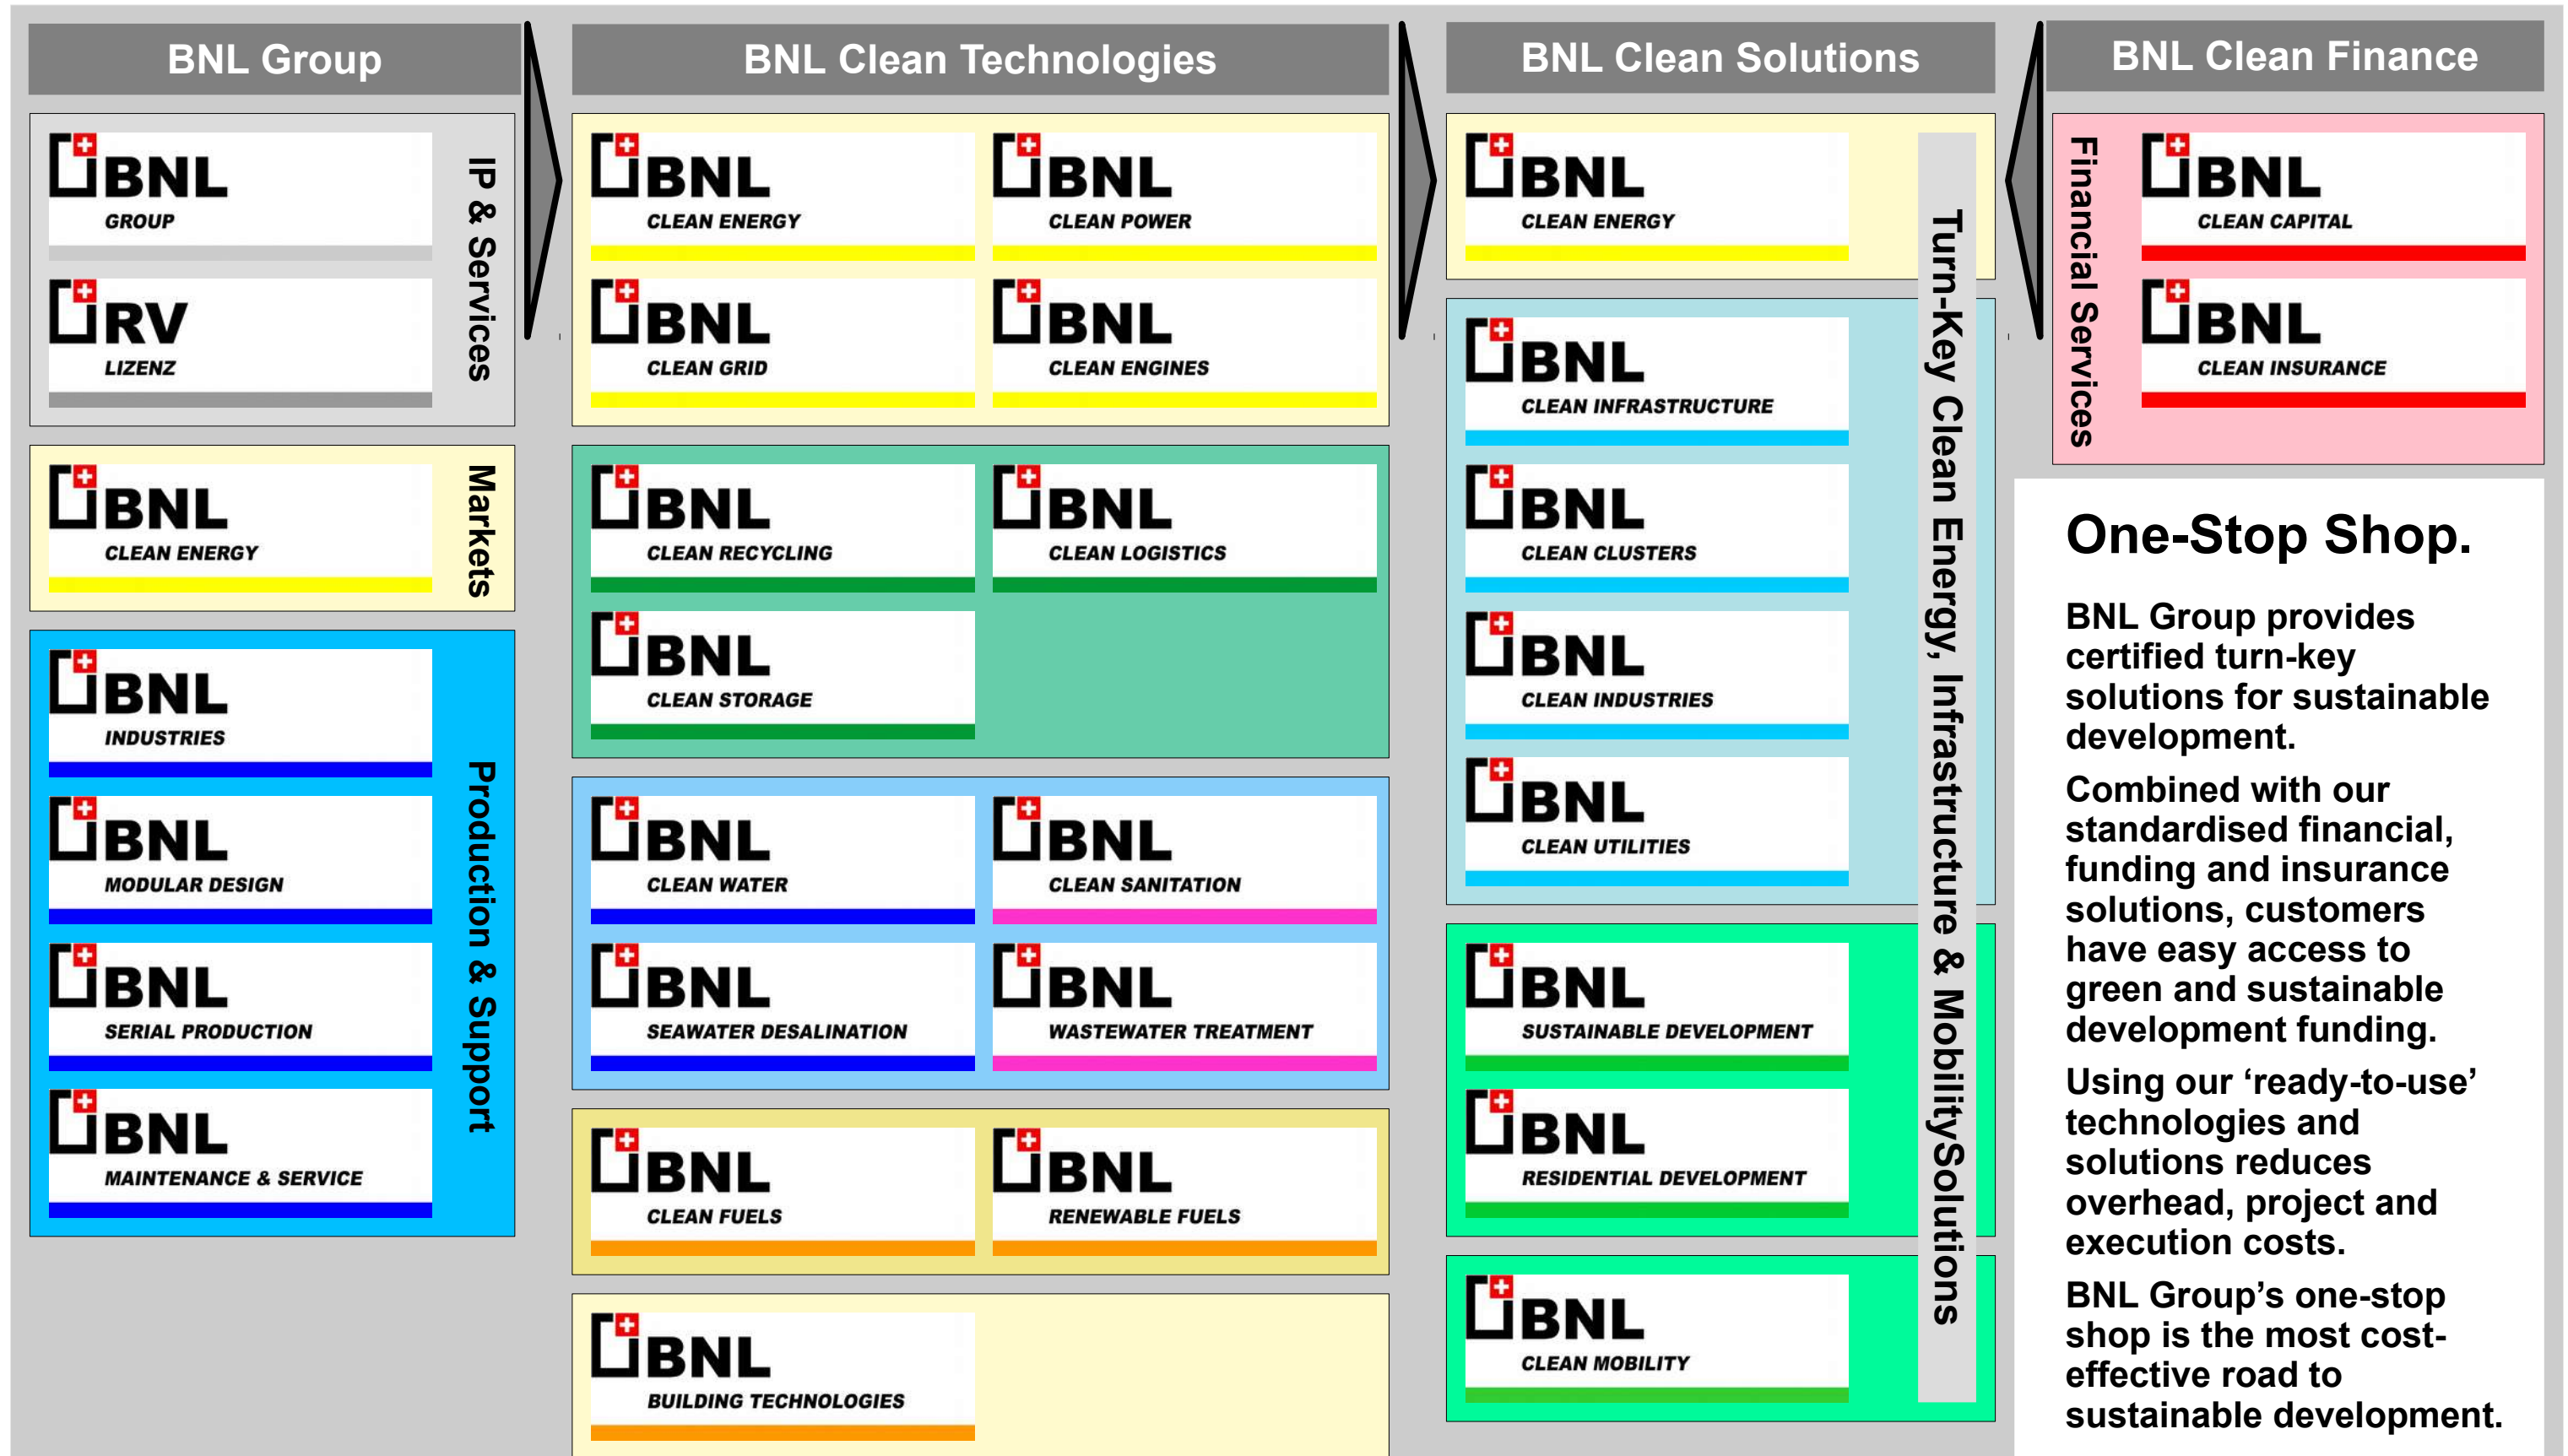 BNL Group
BNL
GROUP
RV
LIZENZ
IP & Services
BNL
CLEAN ENERGY
Markets
BNL
INDUSTRIES
BNL
MODULAR DESIGN
BNL
SERIAL PRODUCTION
BNL
MAINTENANCE & SERVICE
Production & Support
BNL Clean Technologies
BNL
CLEAN ENERGY
BNL
CLEAN POWER
BNL
CLEAN GRID
BNL
CLEAN ENGINES
BNL
CLEAN RECYCLING
BNL
CLEAN LOGISTICS
BNL
CLEAN STORAGE
BNL
CLEAN WATER
BNL
CLEAN SANITATION
BNL
SEAWATER DESALINATION
BNL
WASTEWATER TREATMENT
BNL
CLEAN FUELS
BNL
RENEWABLE FUELS
BNL
BUILDING TECHNOLOGIES
BNL Clean Solutions
BNL
CLEAN ENERGY
BNL
CLEAN INFRASTRUCTURE
BNL
CLEAN CLUSTERS
BNL
CLEAN INDUSTRIES
BNL
CLEAN UTILITIES
BNL
SUSTAINABLE DEVELOPMENT
BNL
RESIDENTIAL DEVELOPMENT
BNL
CLEAN MOBILITY
Turn-Key Clean Energy, Infrastructure & MobilitySolutions
BNL Clean Finance
Financial Services
BNL
CLEAN CAPITAL
BNL
CLEAN INSURANCE
One-Stop Shop.
BNL Group provides
certified turn-key
solutions for sustainable
development.
Combined with our
standardised financial,
funding and insurance
solutions, customers
have easy access to
green and sustainable
development funding.
Using our ‘ready-to-use’
technologies and
solutions reduces
overhead, project and
execution costs.
BNL Group’s one-stop
shop is the most cost-
effective road to
sustainable development.